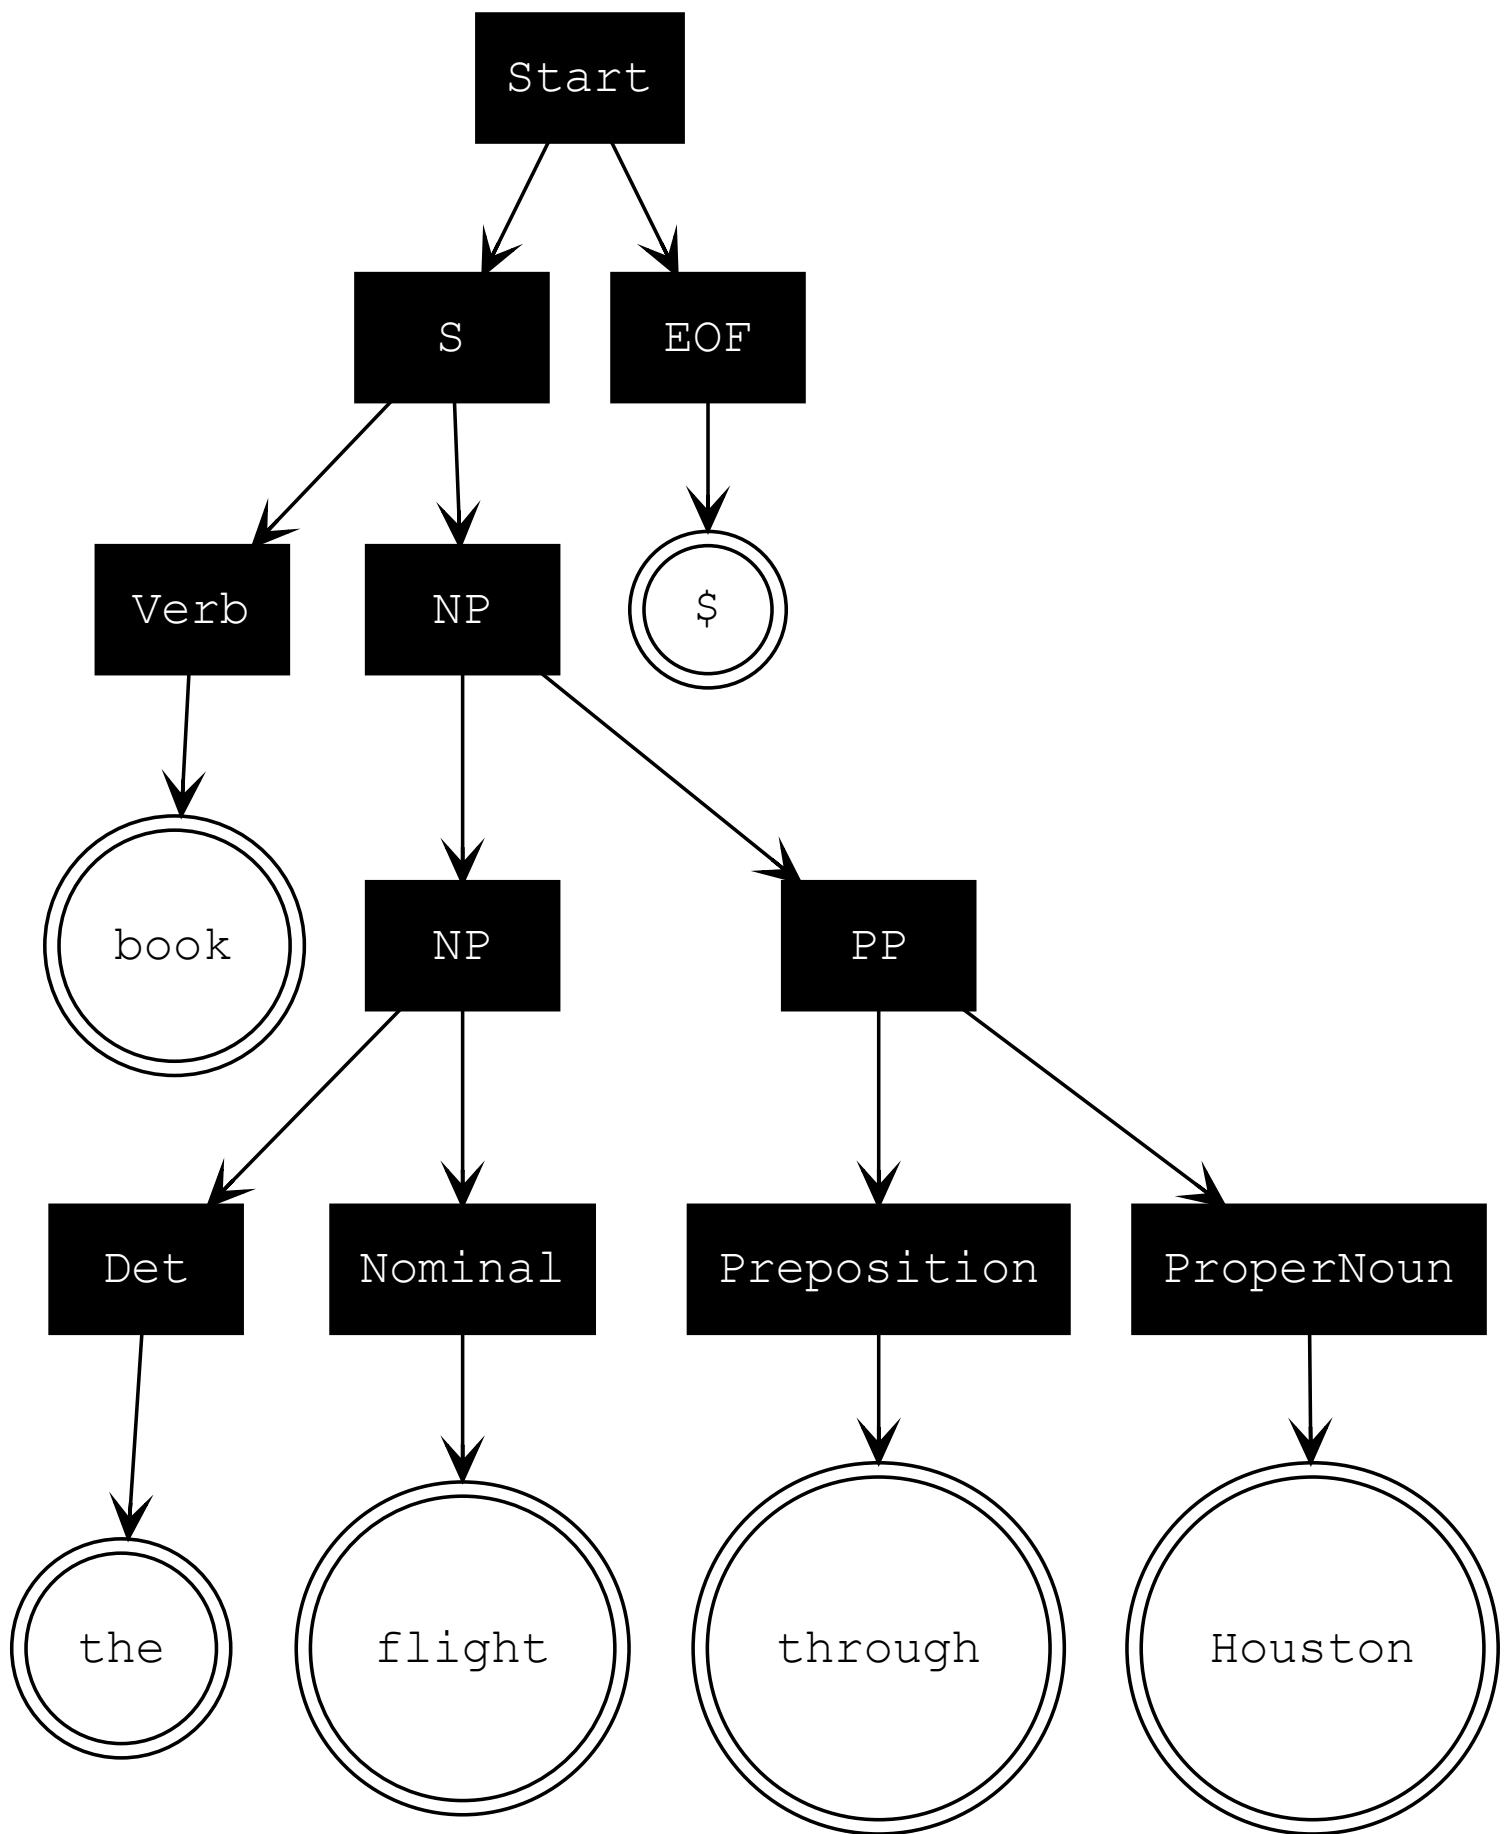 Start
S EOF
Verb NP $
book NP PP
Det Nominal Preposition ProperNoun
the flight through Houston